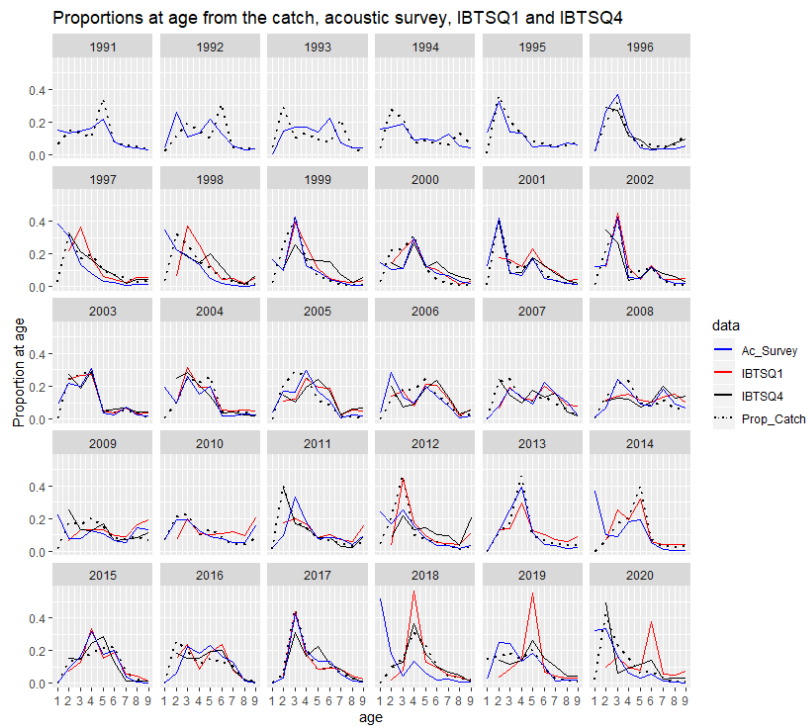 Proportions at age from the catch, acoustic survey, IBTSQ1 and IBTSQ4
1991 1992 1993 1994 1995 1996
0.4
0.2
0.0
1997 1998 1999 2000 2001 2002
0.4
0.2
0.0
2003 2004 2005 2006 2007 2008
0.4
0.2
0.0
2009 2010 2011 2012 2013 2014
0.4
0.2
0.0
2015 2016 2017 2018 2019 2020
0.4
0.2
0.0
1 2 3 4 5 6 7 8 9 1 2 3 4 5 6 7 8 9 1 2 3 4 5 6 7 8 9 1 2 3 4 5 6 7 8 9 1 2 3 4 5 6 7 8 9 1 2 3 4 5 6 7 8 9
age
Proportion at age
data
Ac_Survey
IBTSQ1
IBTSQ4
Prop_Catch